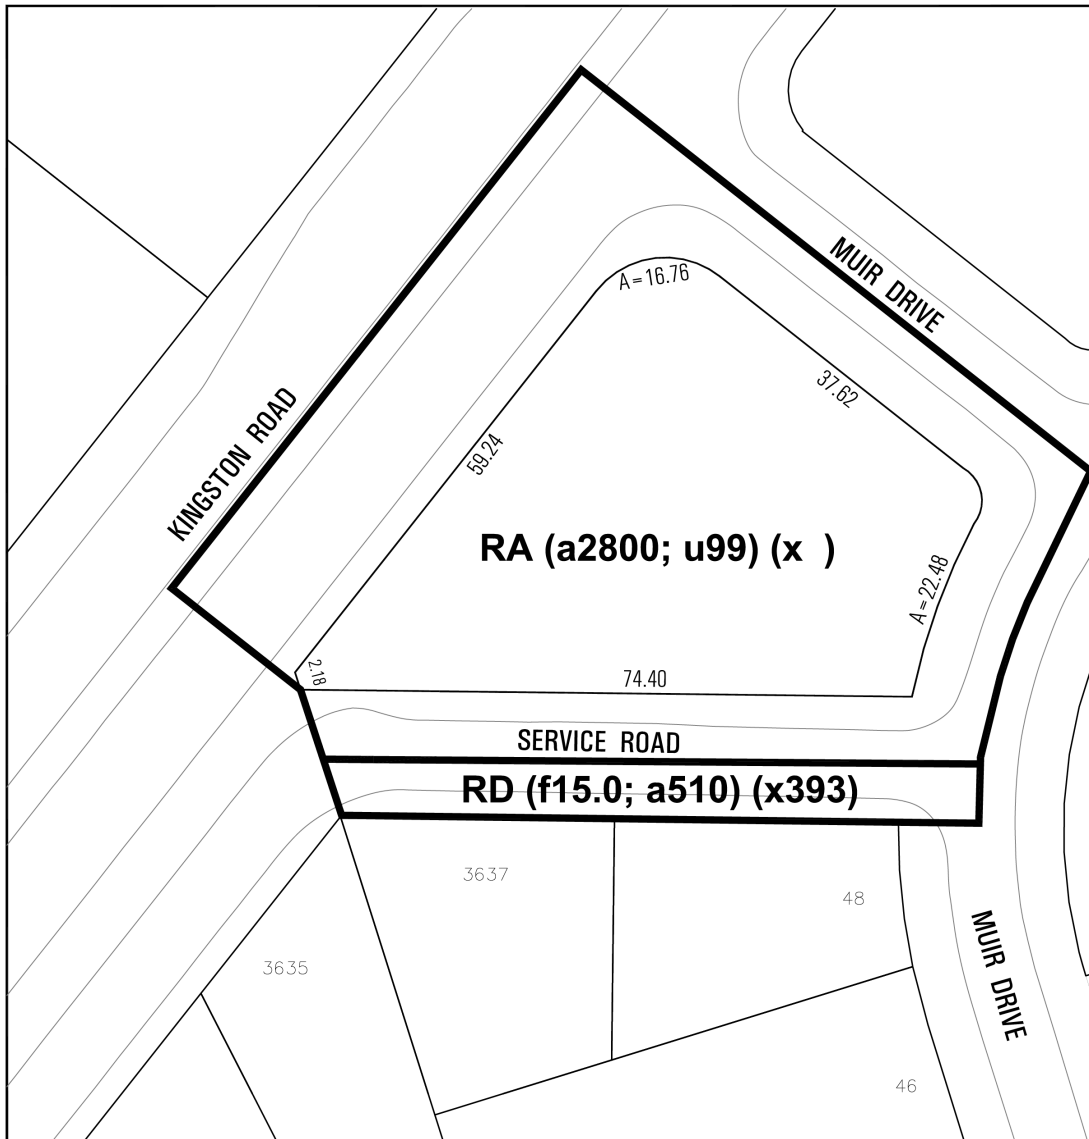 MUIR DRIVE
A=16.76
37.62
KINGSTON ROAD
59.24
RA (a2800; u99) (x  )
A=22.48
2.18
74.40
SERVICE ROAD
RD (f15.0; a510) (x393)
3637
48
3635
MUIR DRIVE
46